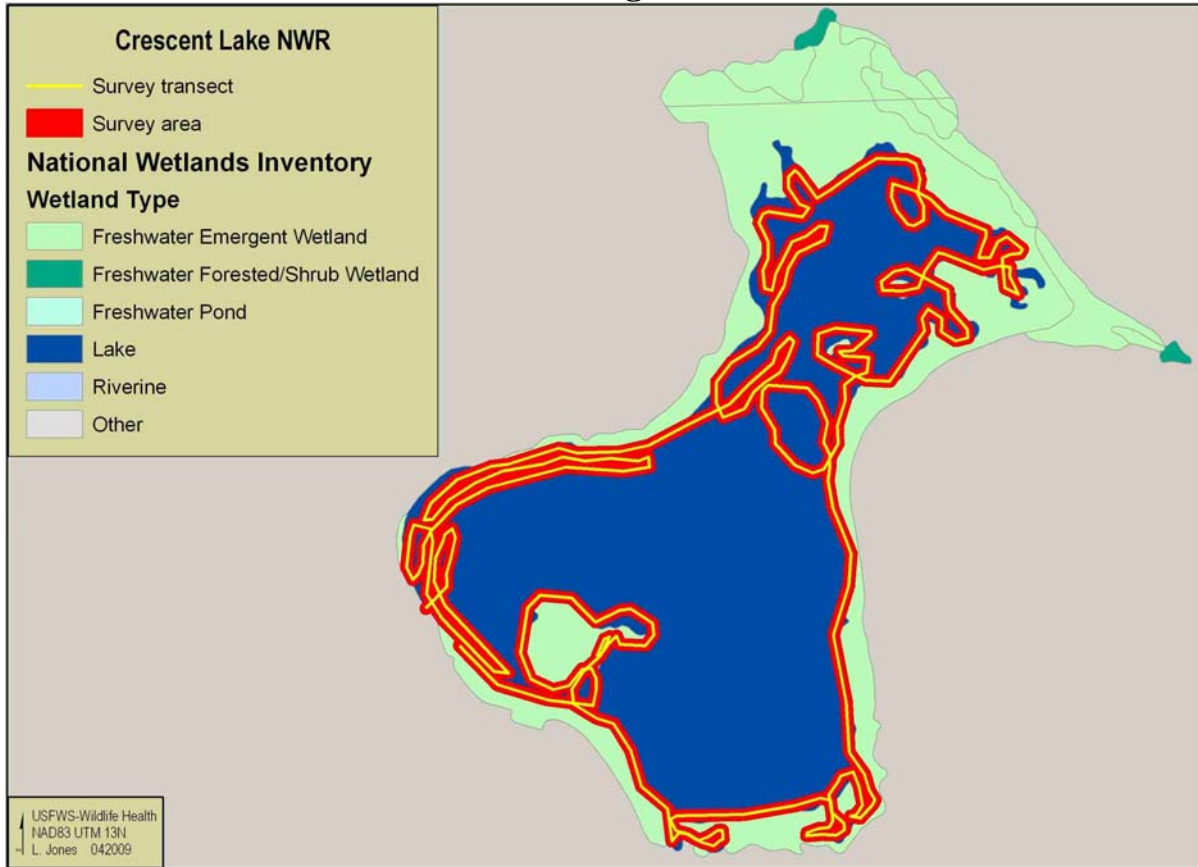 Crescent Lake NWR
Survey transect
Survey area
National Wetlands Inventory
Wetland Type
Freshwater Emergent Wetland
Freshwater Forested/Shrub Wetland
Freshwater Pond
Lake
Riverine
Other
USFWS-Wildlife Health
NAD83 UTM 13N
L. Jones 042009